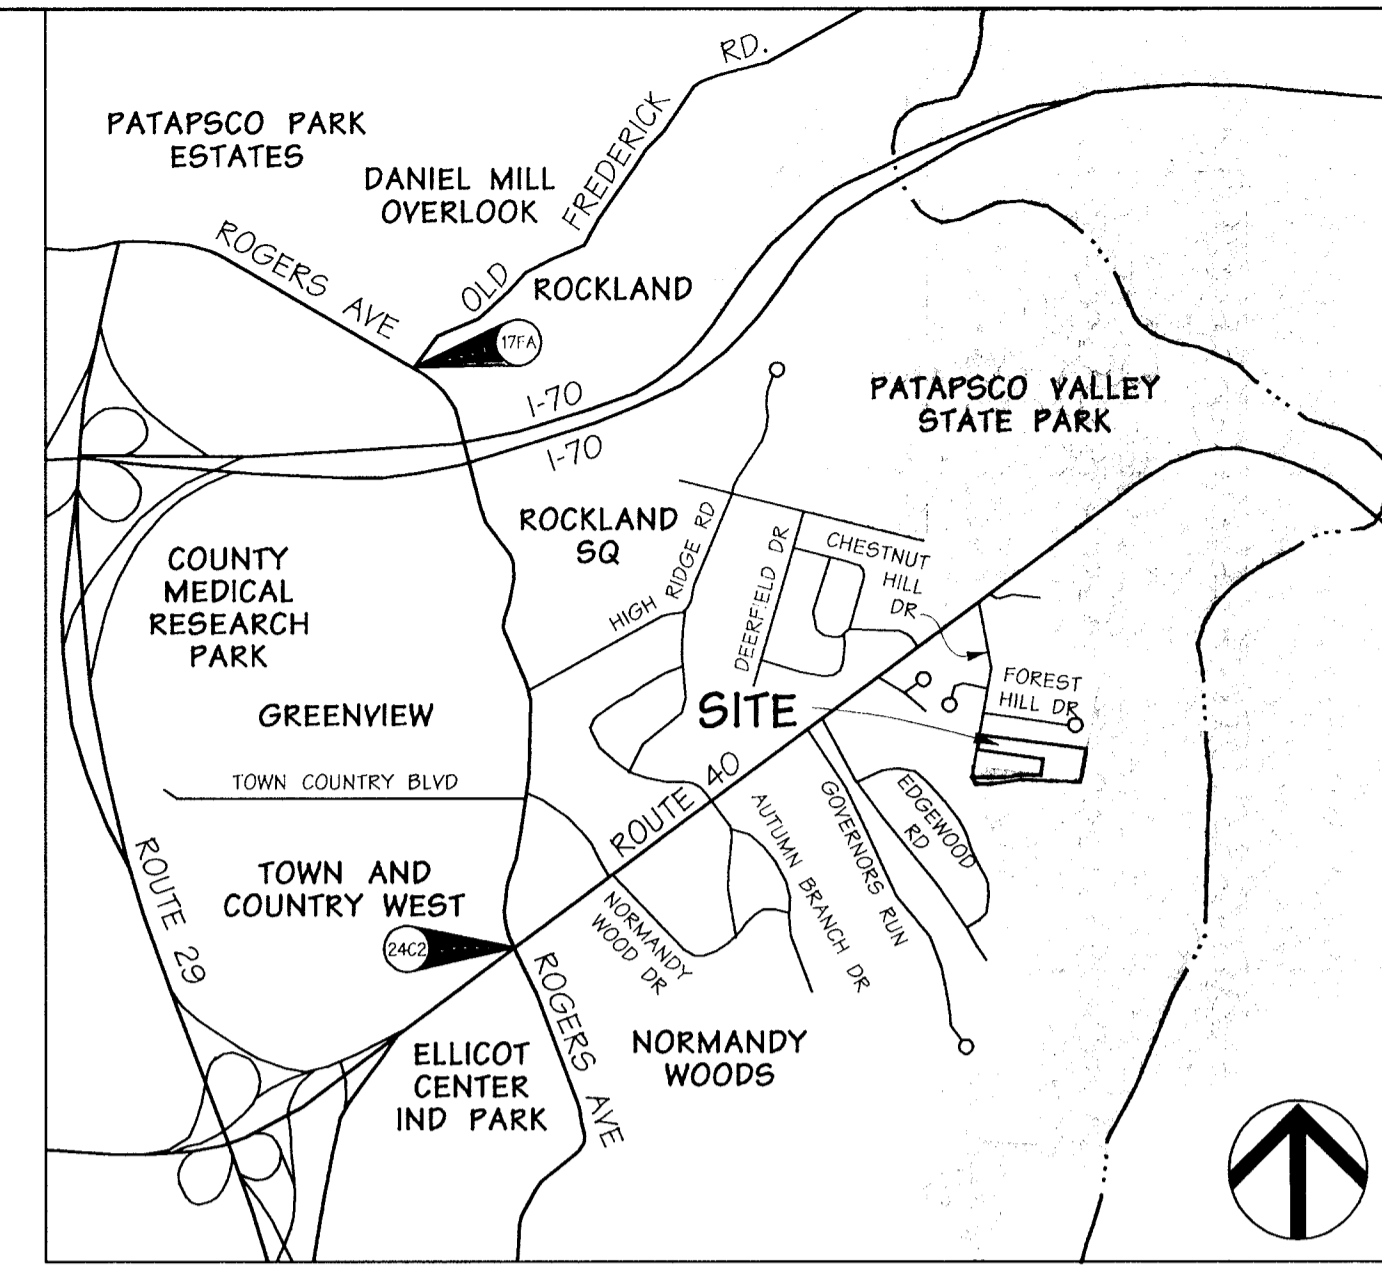 RD.
PATAPSCO PARK
ESTATES
FREDERICK
DANIEL MILL
OVERLOOK
ROGERS AVE
OLD
ROCKLAND
17FA
I-70
I-70
PATAPSCO VALLEY
STATE PARK
ROCKLAND
SQ
HIGH RIDGE RD
DEERFIELD DR
CHESTNUT
HILL
DR
COUNTY
MEDICAL
RESEARCH
PARK
FOREST
HILL DR
SITE
GREENVIEW
TOWN COUNTRY BLVD
ROUTE 40
GOVERNORS RUN
EDGEWOOD
RD
AUTUMN BRANCH DR
ROUTE 29
TOWN AND
COUNTRY WEST
24C2
NORMANDY
WOOD DR
ROGERS AVE
ELLICOT
CENTER
IND PARK
NORMANDY
WOODS